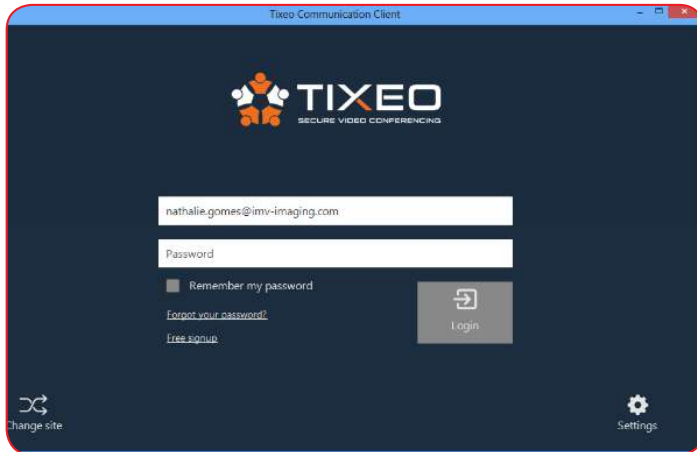 Tixeo Communication Client
TIXEO
SECURE VIDEO CONFERENCING
nathalie.gomes@imv-imaging.com
Password
Remember my password
Forgot your password?
Login
Free signup
Change site
Settings